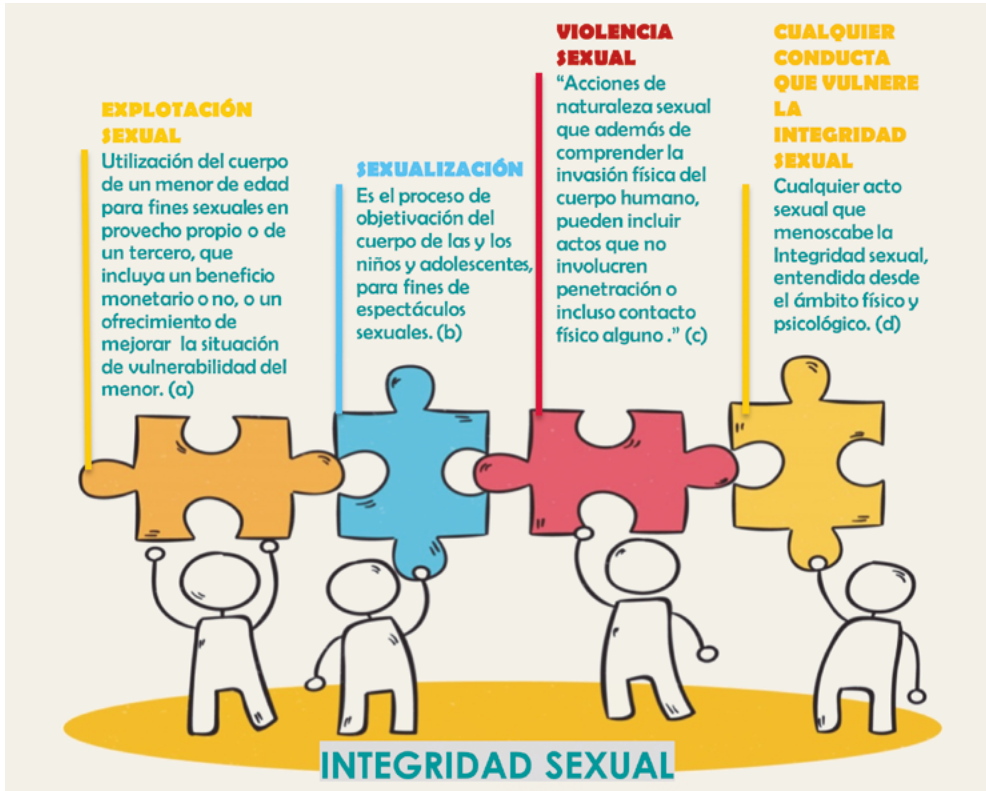 EXPLOTACIÓN
SEXUAL
Utilización del cuerpo
de un menor de edad
para fines sexuales en
provecho propio o de
un tercero, que
incluya un beneficio
monetario o no, o un
ofrecimiento de
mejorar la situación
de vulnerabilidad del
menor. (a)
SEXUALIZACIÓN
Es el proceso de
objetivación del
cuerpo de las y los
niños y adolescentes,
para fines de
espectáculos
sexuales. (b)
VIOLENCIA
SEXUAL
“Acciones de
naturaleza sexual
que además de
comprender la
invasión física del
cuerpo humano,
pueden incluir
actos que no
involucren
penetración o
incluso contacto
físico alguno .” (c)
CUALQUIER
CONDUCTA
QUE VULNERE
LA
INTEGRIDAD
SEXUAL
Cualquier acto
sexual que
menoscabe la
Integridad sexual,
entendida desde
el ámbito físico y
psicológico. (d)
INTEGRIDAD SEXUAL